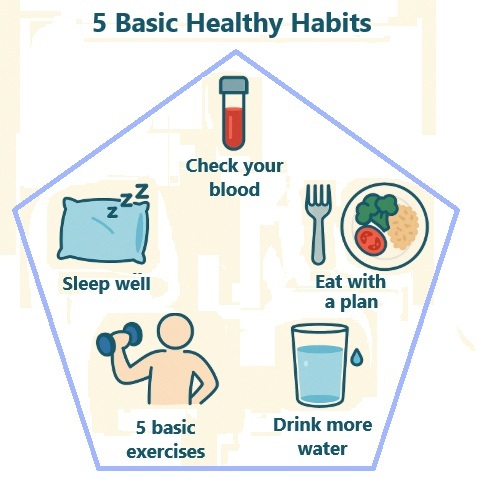 5 Basic Healthy Habits
Check your
blood
z z Z
Sleep well
Eat with
a plan
5 basic
exercises
Drink more
water